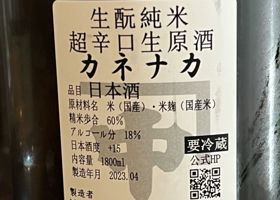 生酛純米
超辛口生原酒
カネナカ
品目 日本酒
原材料名 米(国産)・米麹(国産米)
精米歩合 60%
アルコール分 18%
日本酒度 +15
内容量 1800ml
製造年月 2023.04
製造者
要冷蔵
公式HP